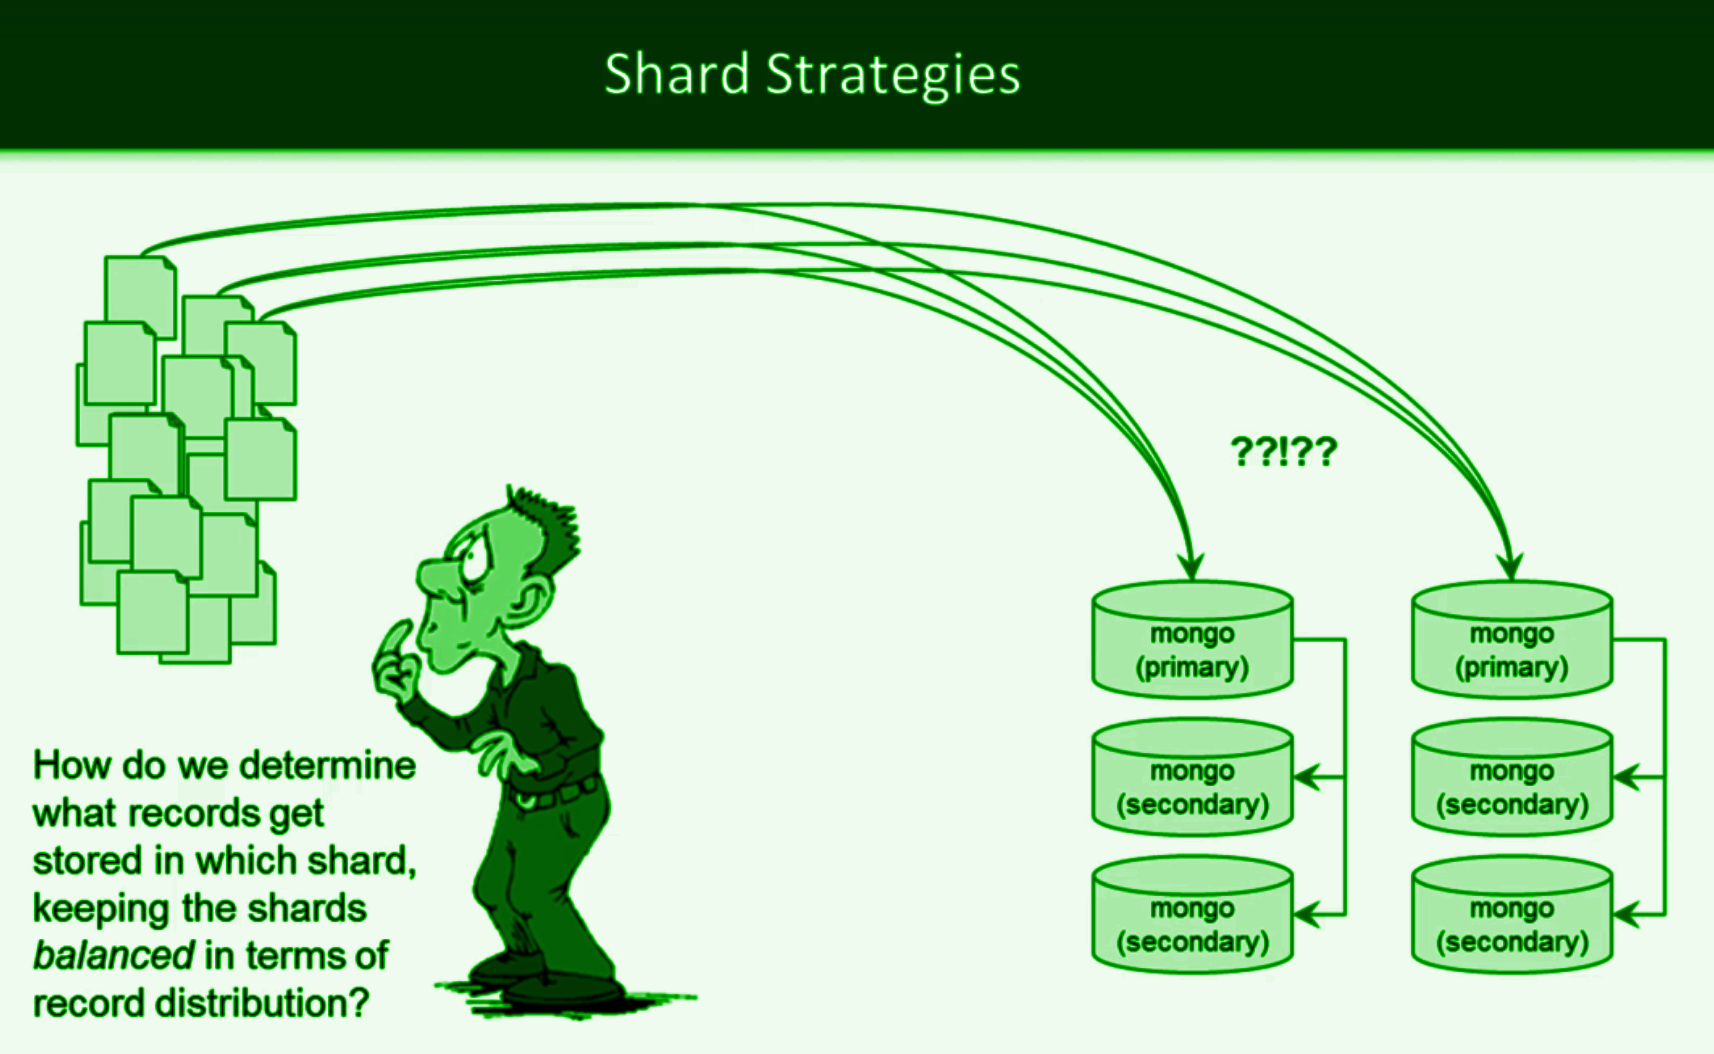 Shard Strategies
??!??
mongo
(primary)
mongo
(secondary)
mongo
(secondary)
mongo
(primary)
mongo
(secondary)
mongo
(secondary)
How do we determine
what records get
stored in which shard,
keeping the shards
balanced in terms of
record distribution?